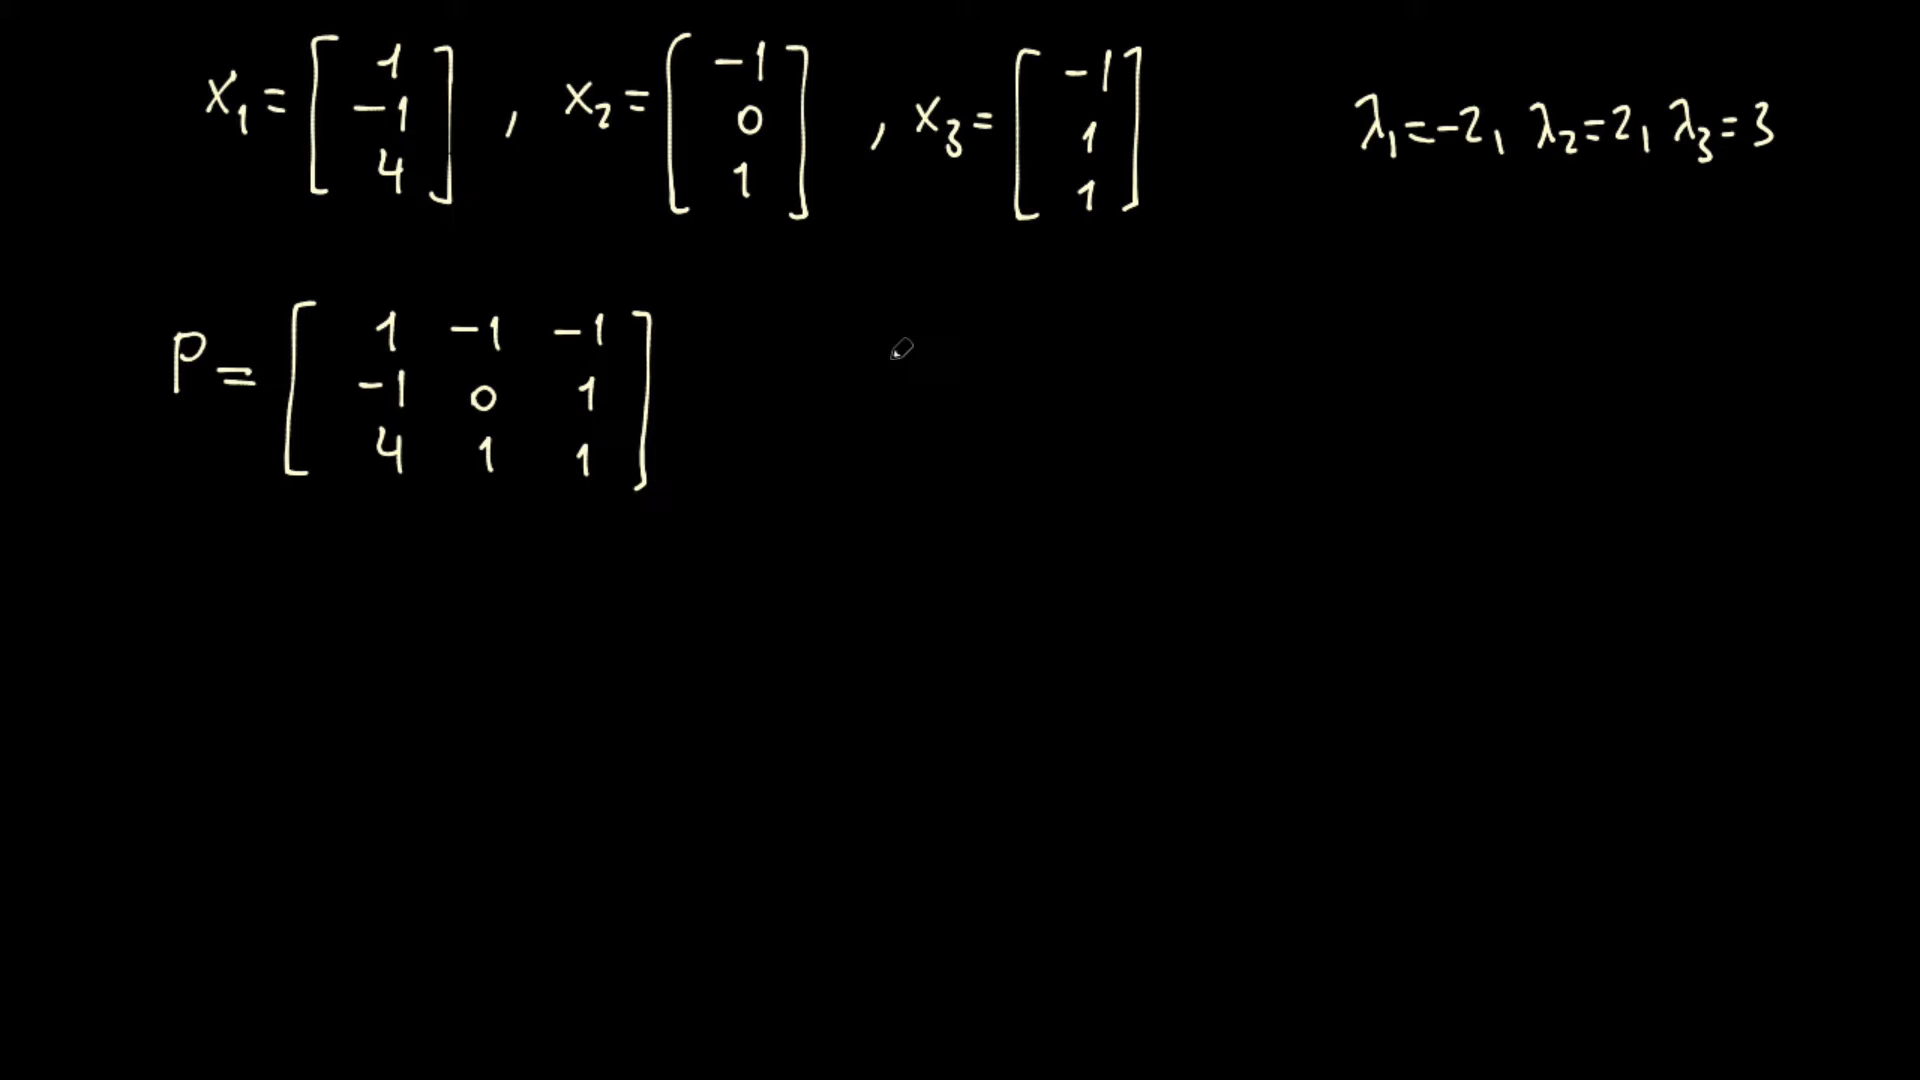 x₁ = [ 1 -1 4 ] , x₂ = [ -1 0 1 ] , x₃ = [ -1 1 1 ] λ₁=-2, λ₂=2, λ₃=3
P = [ 1 -1 -1
-1 0 1
4 1 1 ]